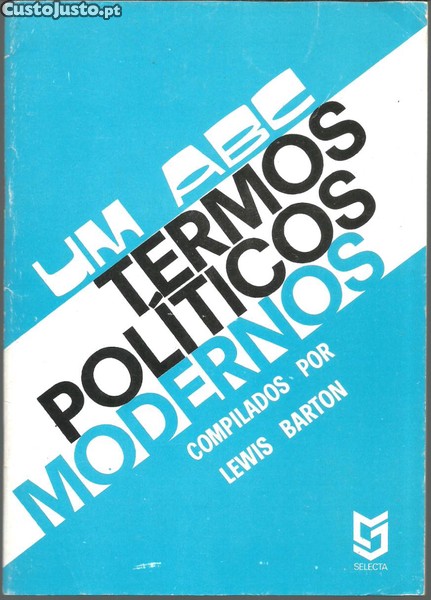 CustoJusto.pt
UM ABC
TERMOS
POLÍTICOS
MODERNOS
COMPILADOS POR
LEWIS BARTON
SELECTA